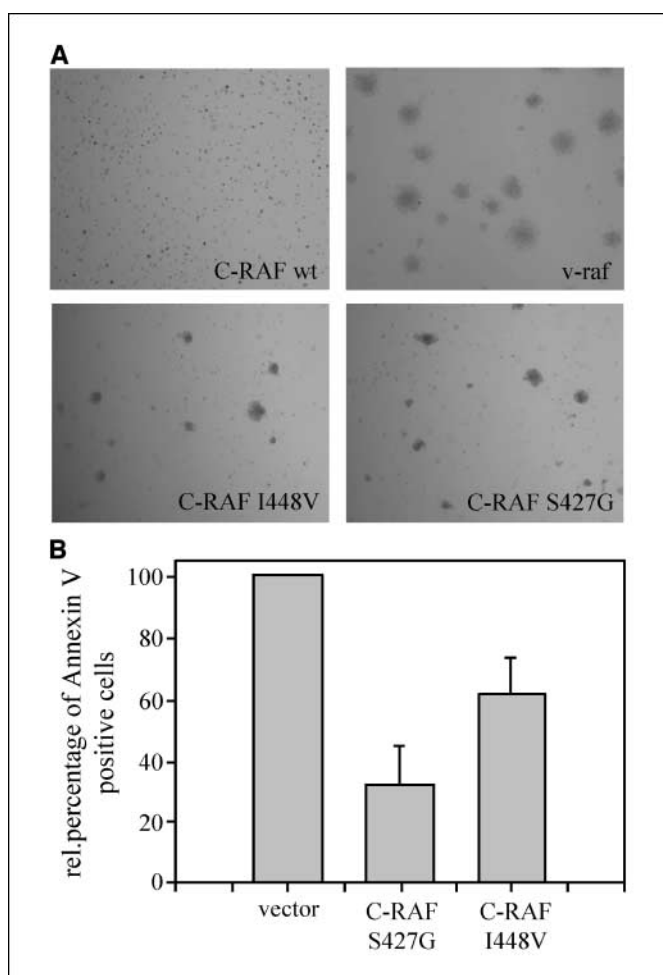 A
C-RAF wt
v-raf
C-RAF I448V
C-RAF S427G
B
rel.percentage of Annexin V
positive cells
100
80
60
40
20
0
vector
C-RAF
S427G
C-RAF
I448V